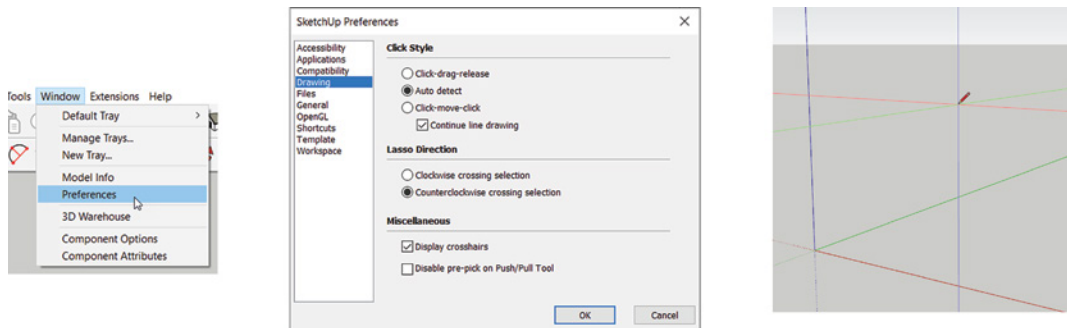 Window Extensions Help
Default Tray >
Manage Trays...
New Tray...
Model Info
Preferences
3D Warehouse
Component Options
Component Attributes
SketchUp Preferences
Accessibility
Applications
Compatibility
Drawing
Files
General
OpenGL
Shortcuts
Template
Workspace
Click Style
Click-drag-release
Auto detect
Click-move-click
Continue line drawing
Lasso Direction
Clockwise crossing selection
Counterclockwise crossing selection
Miscellaneous
Display crosshairs
Disable pre-pick on Push/Pull Tool
OK Cancel